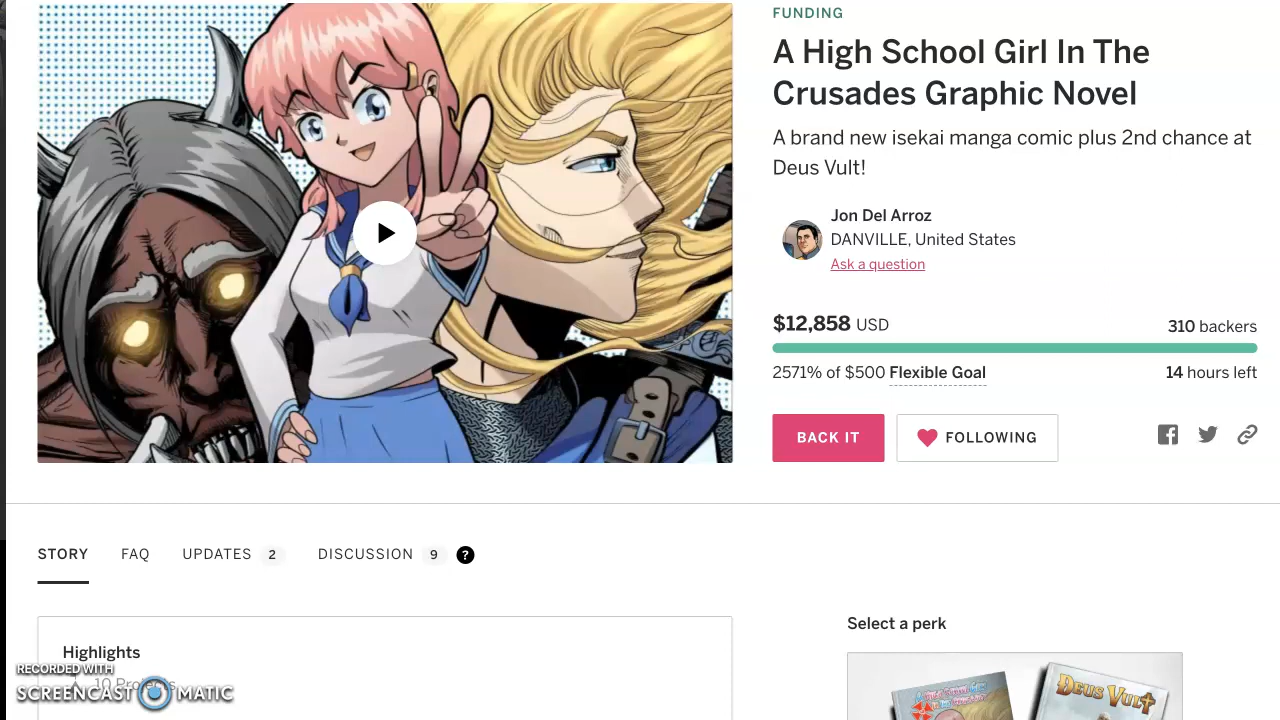 FUNDING
A High School Girl In The
Crusades Graphic Novel
A brand new isekai manga comic plus 2nd chance at
Deus Vult!
Jon Del Arroz
DANVILLE, United States
Ask a question
$12,858 USD
310 backers
2571% of $500 Flexible Goal
14 hours left
BACK IT
FOLLOWING
STORY
FAQ
UPDATES 2
DISCUSSION 9 ?
Highlights
10 Projects
Select a perk
DEUS VULT
RECORDED WITH
SCREENCAST MATIC